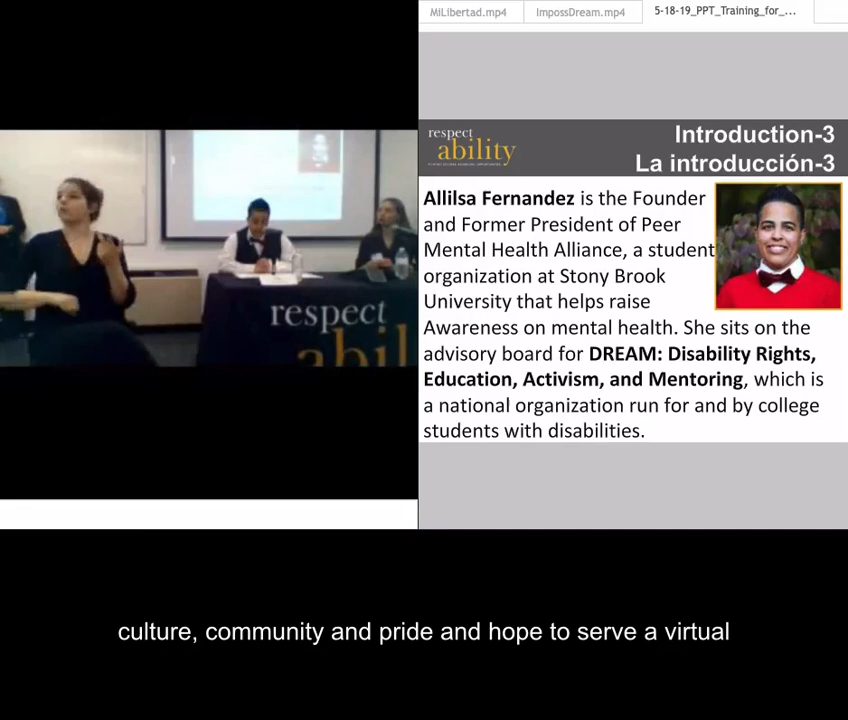 MiLibertad.mp4
ImpossDream.mp4
5-18-19_PPT_Training_for_...
respect
ability
Introduction-3
La introducción-3
Allilsa Fernandez is the Founder
and Former President of Peer
Mental Health Alliance, a student
organization at Stony Brook
University that helps raise
Awareness on mental health. She sits on the
advisory board for DREAM: Disability Rights,
Education, Activism, and Mentoring, which is
a national organization run for and by college
students with disabilities.
respect
abil
culture, community and pride and hope to serve a virtual